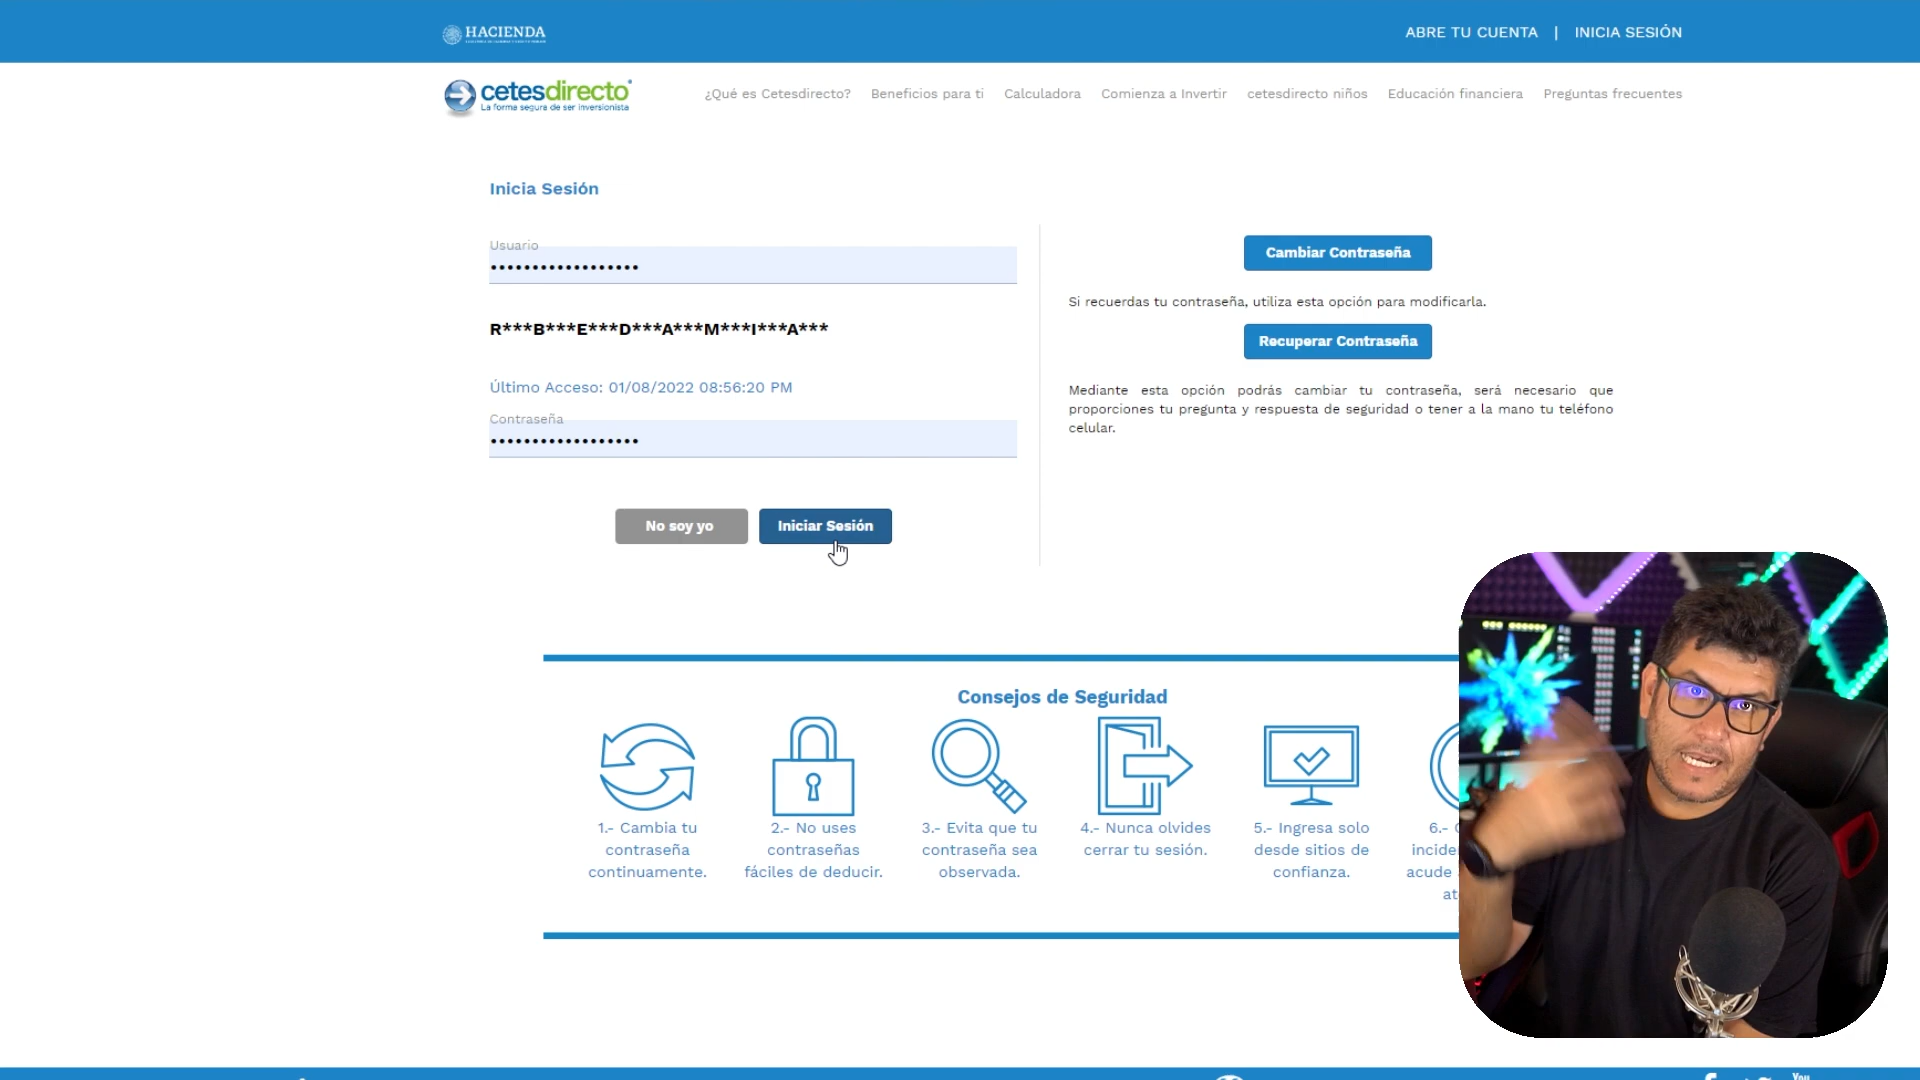 HACIENDA
ABRE TU CUENTA | INICIA SESIÓN
cetesdirecto
La forma segura de ser inversionista
¿Qué es Cetesdirecto? Beneficios para ti Calculadora Comienza a Invertir cetesdirecto niños Educación financiera Preguntas frecuentes
Inicia Sesión
Usuario
••••••••••••••••••
R***B***E***D***A***M***I***A***
Último Acceso: 01/08/2022 08:56:20 PM
Contraseña
••••••••••••••••••
No soy yo Iniciar Sesión
Cambiar Contraseña
Si recuerdas tu contraseña, utiliza esta opción para modificarla.
Recuperar Contraseña
Mediante esta opción podrás cambiar tu contraseña, será necesario que
proporciones tu pregunta y respuesta de seguridad o tener a la mano tu teléfono
celular.
Consejos de Seguridad
1.- Cambia tu
contraseña
continuamente.
2.- No uses
contraseñas
fáciles de deducir.
3.- Evita que tu
contraseña sea
observada.
4.- Nunca olvides
cerrar tu sesión.
5.- Ingresa solo
desde sitios de
confianza.
6.-
acude
You